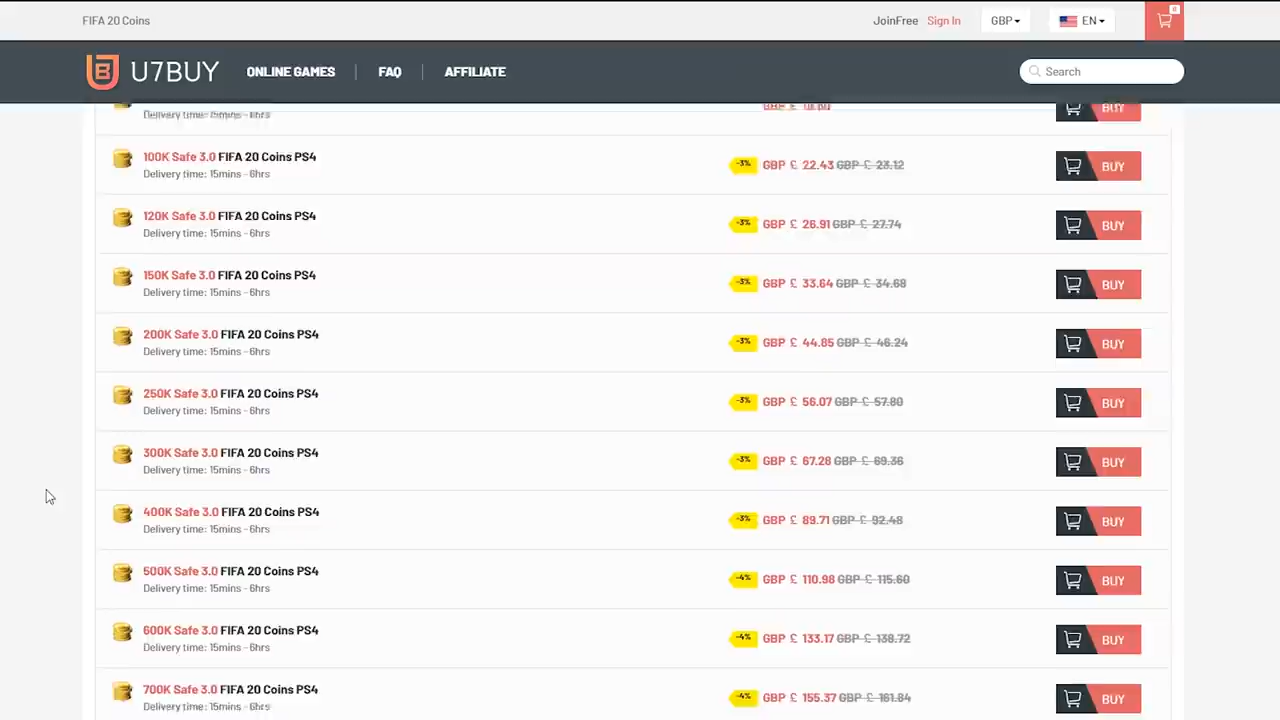 FIFA 20 Coins
JoinFree Sign In GBP EN 0
U7BUY ONLINE GAMES FAQ AFFILIATE Search
Delivery time: 15mins - 6hrs BUY
100K Safe 3.0 FIFA 20 Coins PS4
Delivery time: 15mins - 6hrs
-3% GBP £ 22.43 GBP £ 23.12
BUY
120K Safe 3.0 FIFA 20 Coins PS4
Delivery time: 15mins - 6hrs
-3% GBP £ 26.91 GBP £ 27.74
BUY
150K Safe 3.0 FIFA 20 Coins PS4
Delivery time: 15mins - 6hrs
-3% GBP £ 33.64 GBP £ 34.68
BUY
200K Safe 3.0 FIFA 20 Coins PS4
Delivery time: 15mins - 6hrs
-3% GBP £ 44.85 GBP £ 46.24
BUY
250K Safe 3.0 FIFA 20 Coins PS4
Delivery time: 15mins - 6hrs
-3% GBP £ 56.07 GBP £ 57.80
BUY
300K Safe 3.0 FIFA 20 Coins PS4
Delivery time: 15mins - 6hrs
-3% GBP £ 67.28 GBP £ 69.36
BUY
400K Safe 3.0 FIFA 20 Coins PS4
Delivery time: 15mins - 6hrs
-3% GBP £ 89.71 GBP £ 92.48
BUY
500K Safe 3.0 FIFA 20 Coins PS4
Delivery time: 15mins - 6hrs
-4% GBP £ 110.98 GBP £ 115.60
BUY
600K Safe 3.0 FIFA 20 Coins PS4
Delivery time: 15mins - 6hrs
-4% GBP £ 133.17 GBP £ 138.72
BUY
700K Safe 3.0 FIFA 20 Coins PS4
Delivery time: 15mins - 6hrs
-4% GBP £ 155.37 GBP £ 161.84
BUY